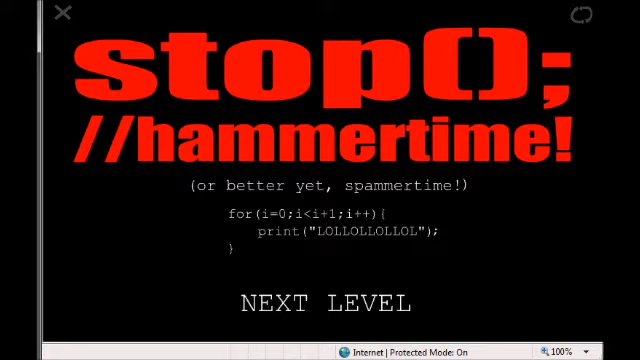 stop();
//hammertime!
(or better yet, spammertime!)
for(i=0;i<i+1;i++){
print("LOLLOLLOLLOL");
}
NEXT LEVEL
Internet | Protected Mode: On
100%